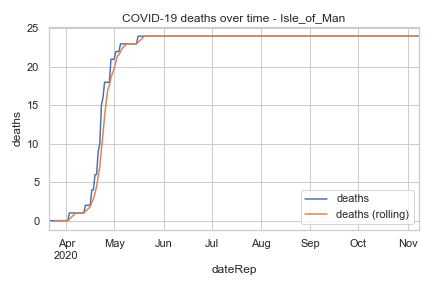 COVID-19 deaths over time - Isle_of_Man
deaths
25
20
15
10
5
0
Apr May Jun Jul Aug Sep Oct Nov
2020
dateRep
deaths
deaths (rolling)